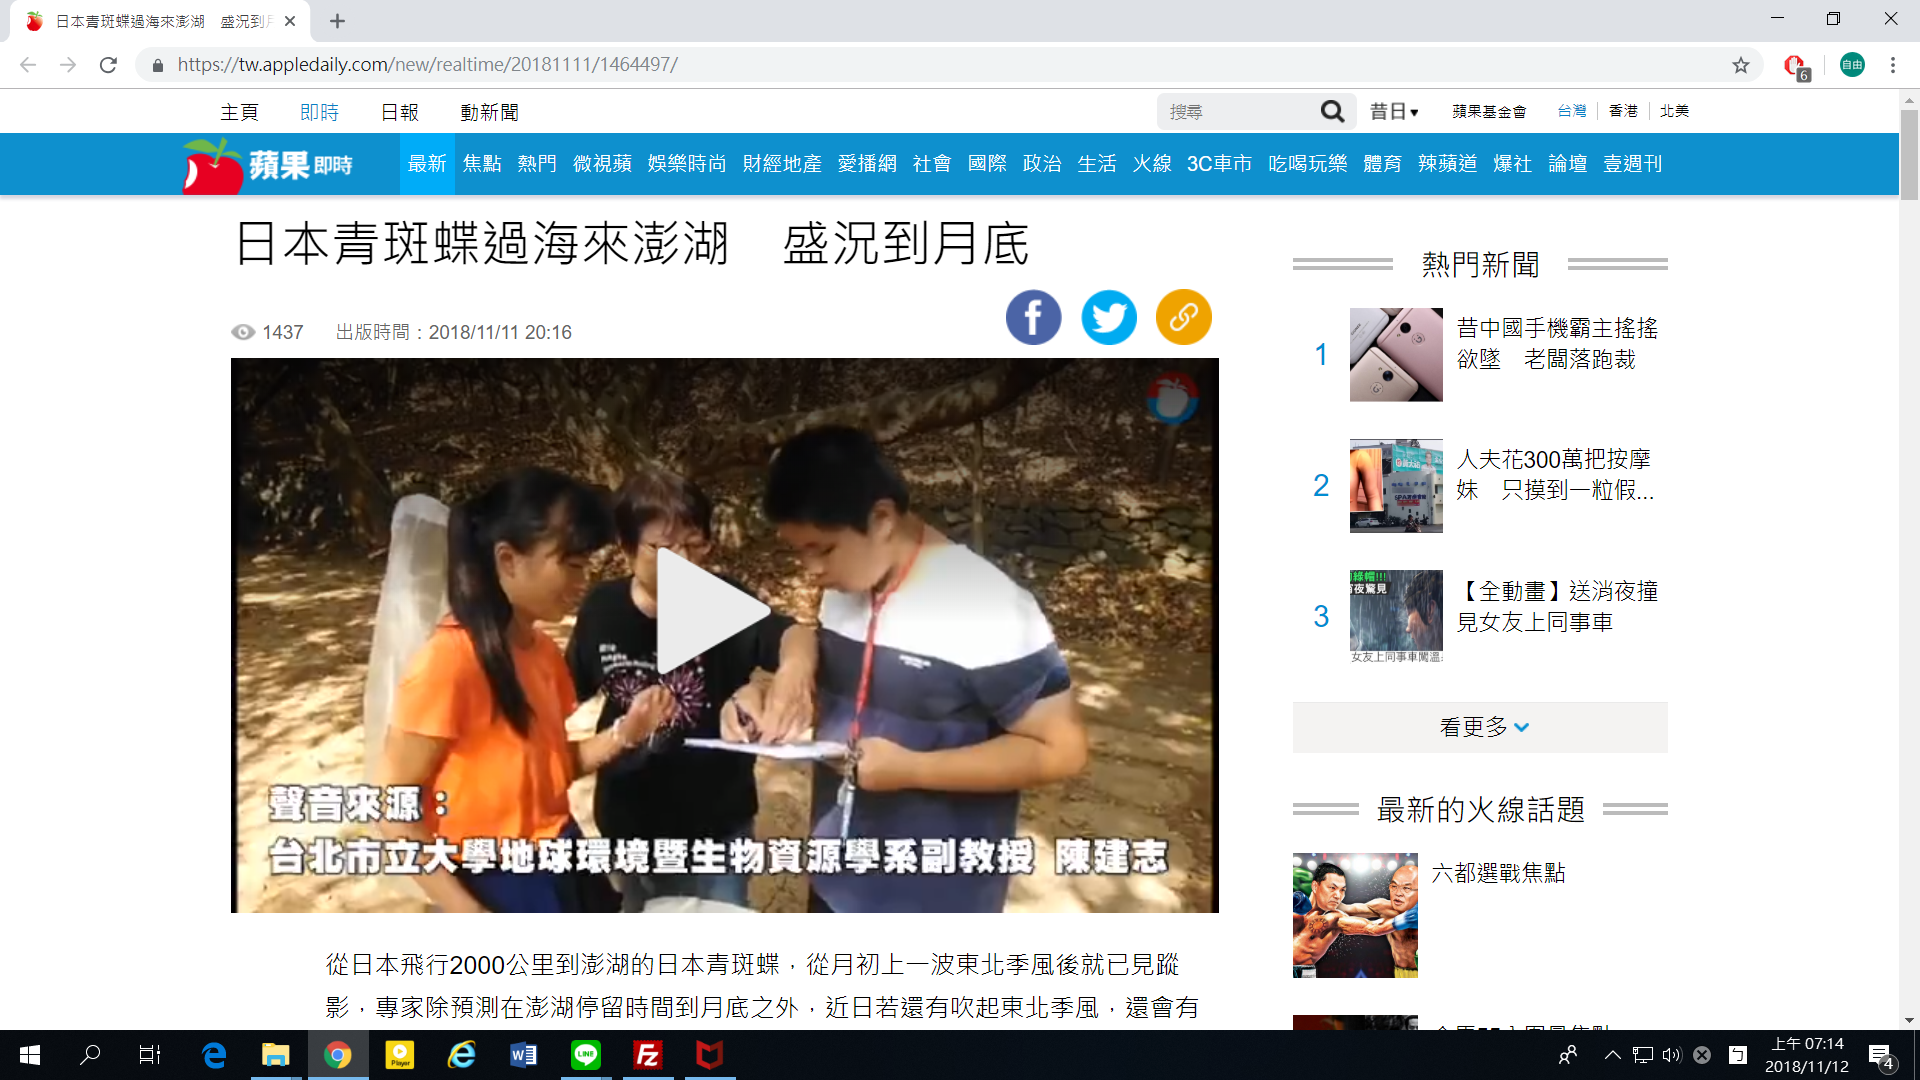 日本青斑蝶過海來澎湖　盛況到月
https://tw.appledaily.com/new/realtime/20181111/1464497/
6
自由
主頁 即時 日報 動新聞
搜尋 昔日 蘋果基金會 台灣 香港 北美
蘋果即時 最新 焦點 熱門 微視蘋 娛樂時尚 財經地產 愛播網 社會 國際 政治 生活 火線 3C車市 吃喝玩樂 體育 辣蘋道 爆社 論壇 壹週刊
日本青斑蝶過海來澎湖　盛況到月底
1437 出版時間：2018/11/11 20:16
聲音來源：
台北市立大學地球環境暨生物資源學系副教授 陳建志
從日本飛行2000公里到澎湖的日本青斑蝶，從月初上一波東北季風後就已見蹤
影，專家除預測在澎湖停留時間到月底之外，近日若還有吹起東北季風，還會有
熱門新聞
1
昔中國手機霸主搖搖
欲墜　老闆落跑裁
2
人夫花300萬把按摩
妹　只摸到一粒假...
3
【全動畫】送消夜撞
見女友上同事車
看更多
最新的火線話題
六都選戰焦點
Player
LINE
上午 07:14
2018/11/12
4